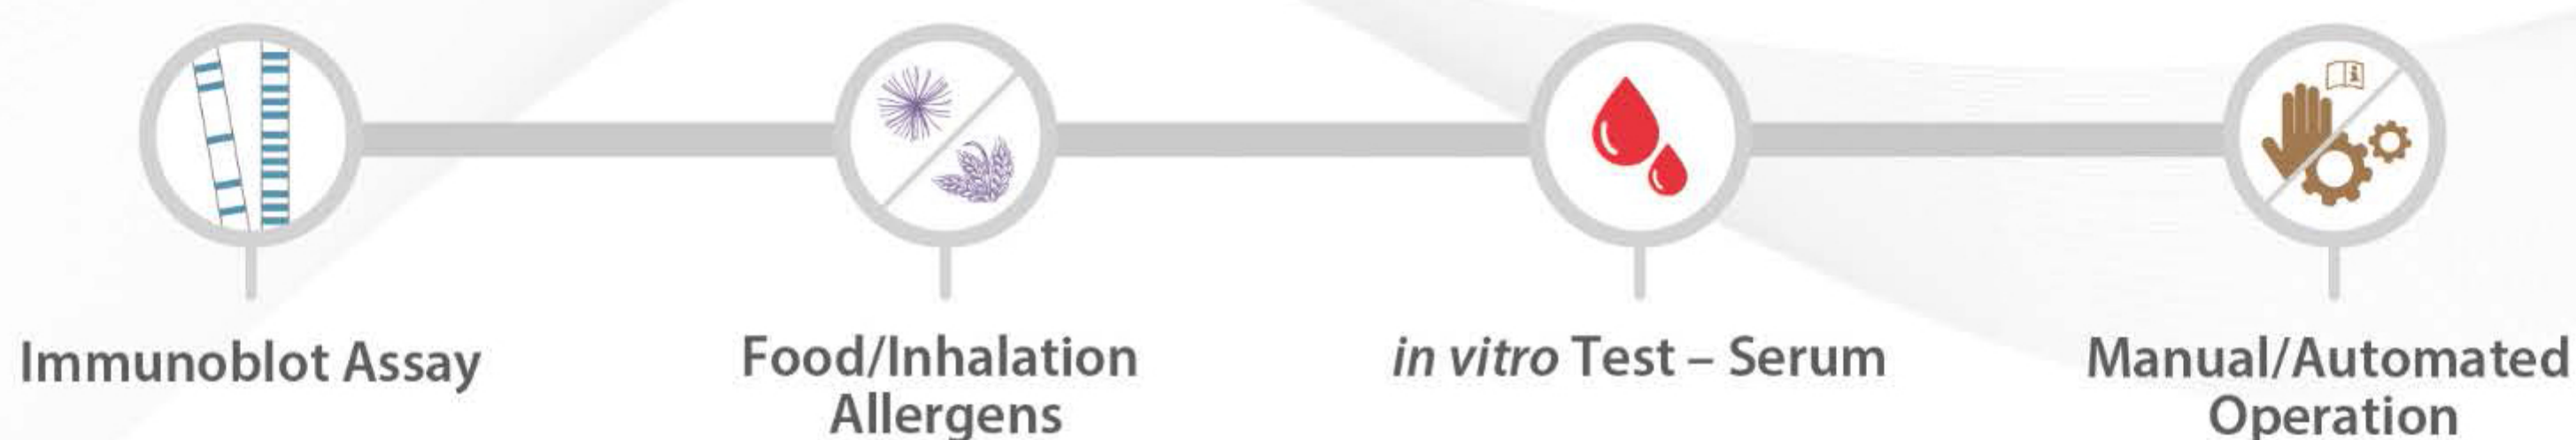 Immunoblot Assay
Food/Inhalation
Allergens
in vitro Test – Serum
Manual/Automated
Operation